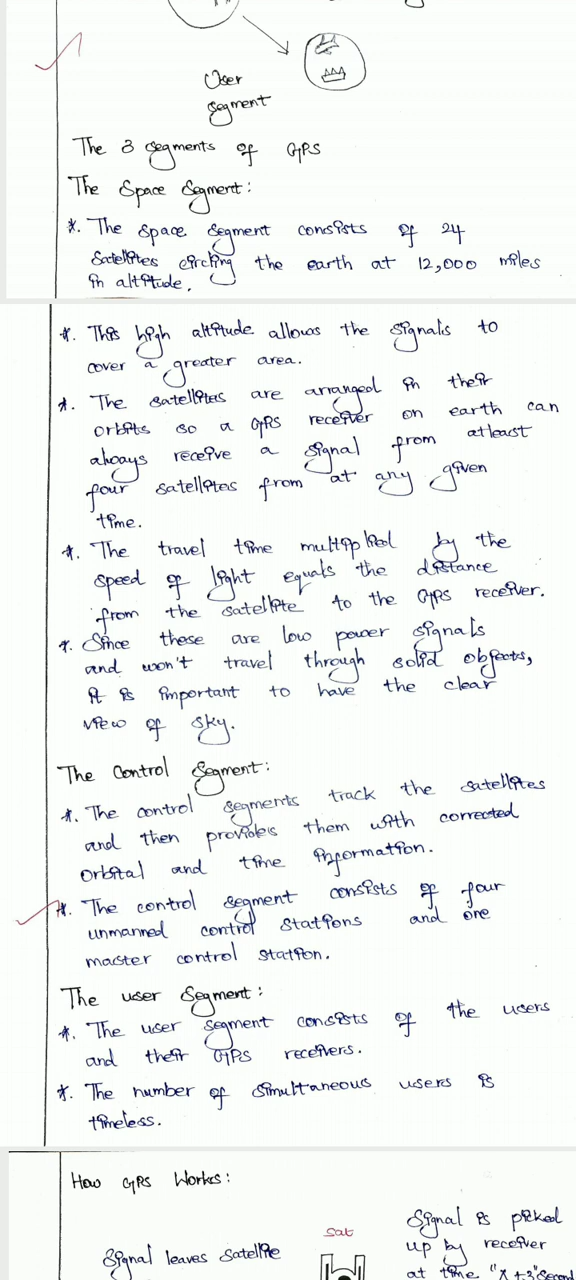 User
segment
The 3 segments of GPS
The Space Segment:
*. The space segment consists of 24
satellites circling the earth at 12,000 miles
in altitude.
*. This high altitude allows the signals to
cover a greater area.
*. The satellites are arranged in their
orbits so a GPS receiver on earth can
always receive a signal from atleast
four satellites from at any given
time.
*. The travel time multiplied by the
speed of light equals the distance
from the satellite to the GPS receiver.
*. Since these are low power signals
and won't travel through solid objects,
it is important to have the clear
view of sky.
The Control Segment:
*. The control segments track the satellites
and then provides them with corrected
orbital and time information.
*. The control segment consists of four
unmanned control stations and one
master control station.
The user Segment:
*. The user segment consists of the users
and their GPS receivers.
*. The number of simultaneous users is
timeless.
How GPS Works:
Signal leaves satellite
Sat
Signal is picked
up by receiver
at time